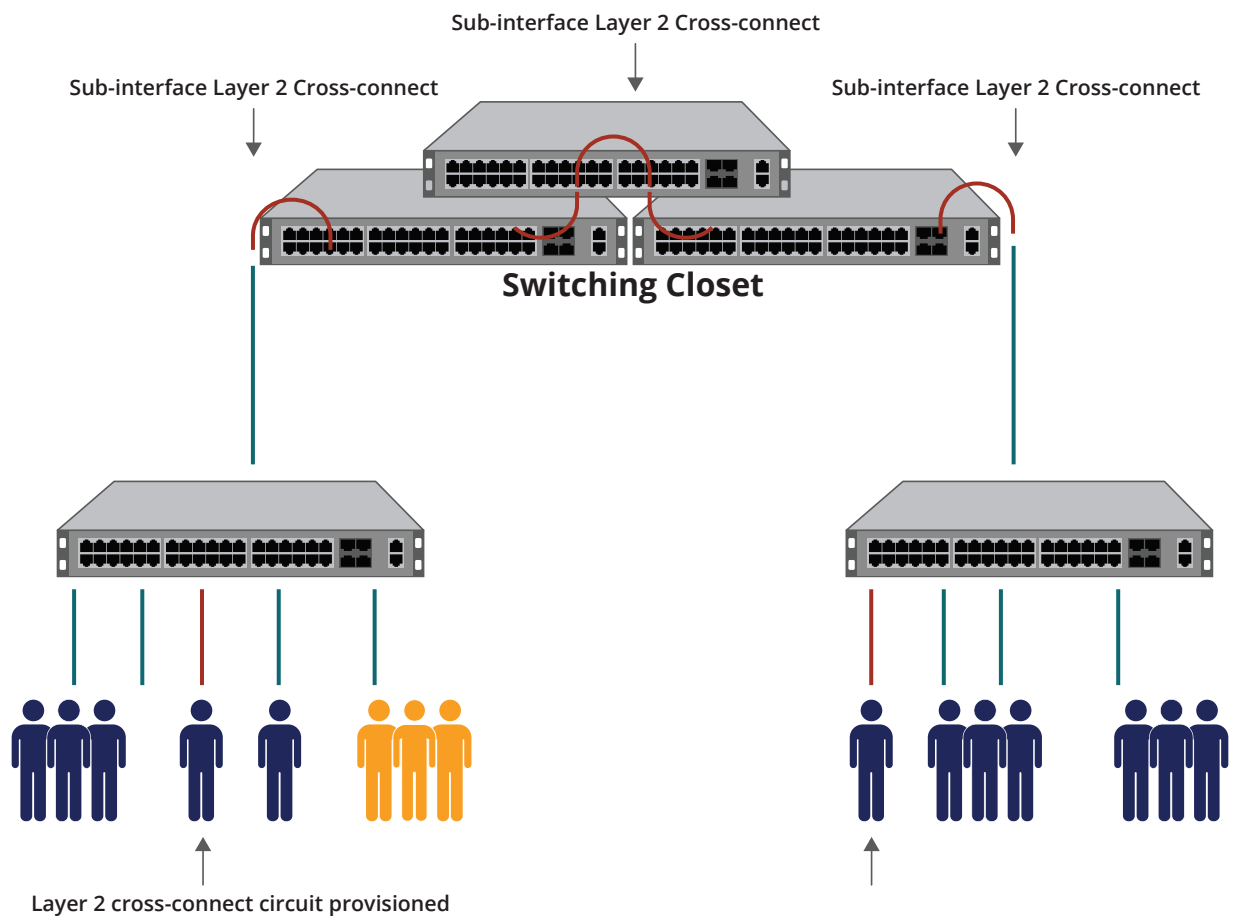 Sub-interface Layer 2 Cross-connect
Sub-interface Layer 2 Cross-connect
Sub-interface Layer 2 Cross-connect
Switching Closet
Layer 2 cross-connect circuit provisioned